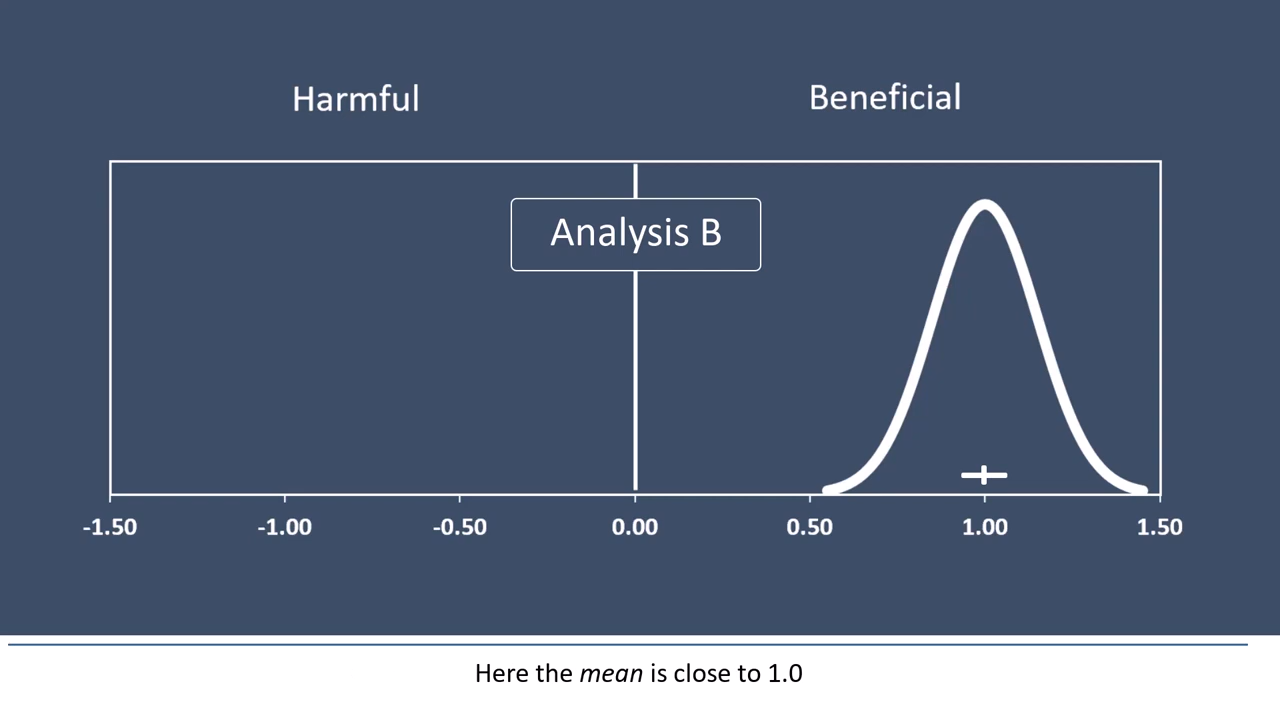 Harmful
Beneficial
Analysis B
-1.50 -1.00 -0.50 0.00 0.50 1.00 1.50
Here the mean is close to 1.0